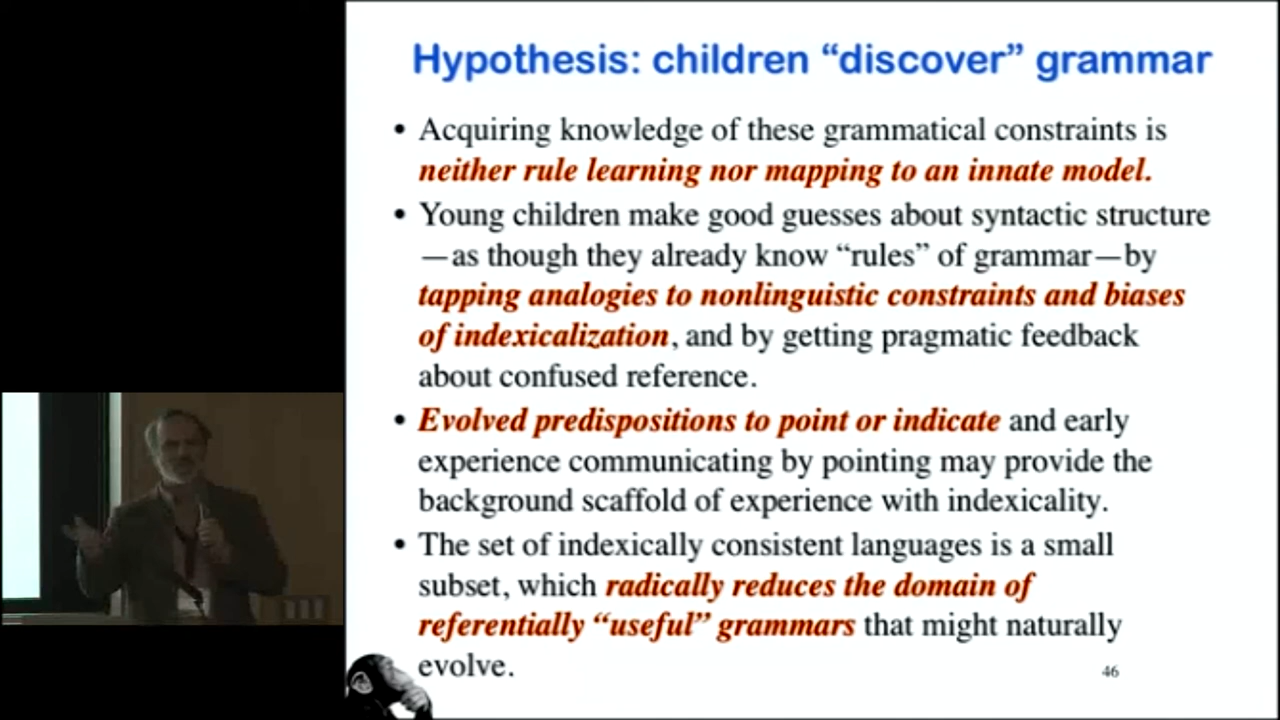 Hypothesis: children “discover” grammar
• Acquiring knowledge of these grammatical constraints is
neither rule learning nor mapping to an innate model.
• Young children make good guesses about syntactic structure
—as though they already know “rules” of grammar—by
tapping analogies to nonlinguistic constraints and biases
of indexicalization, and by getting pragmatic feedback
about confused reference.
• Evolved predispositions to point or indicate and early
experience communicating by pointing may provide the
background scaffold of experience with indexicality.
• The set of indexically consistent languages is a small
subset, which radically reduces the domain of
referentially “useful” grammars that might naturally
evolve.
46